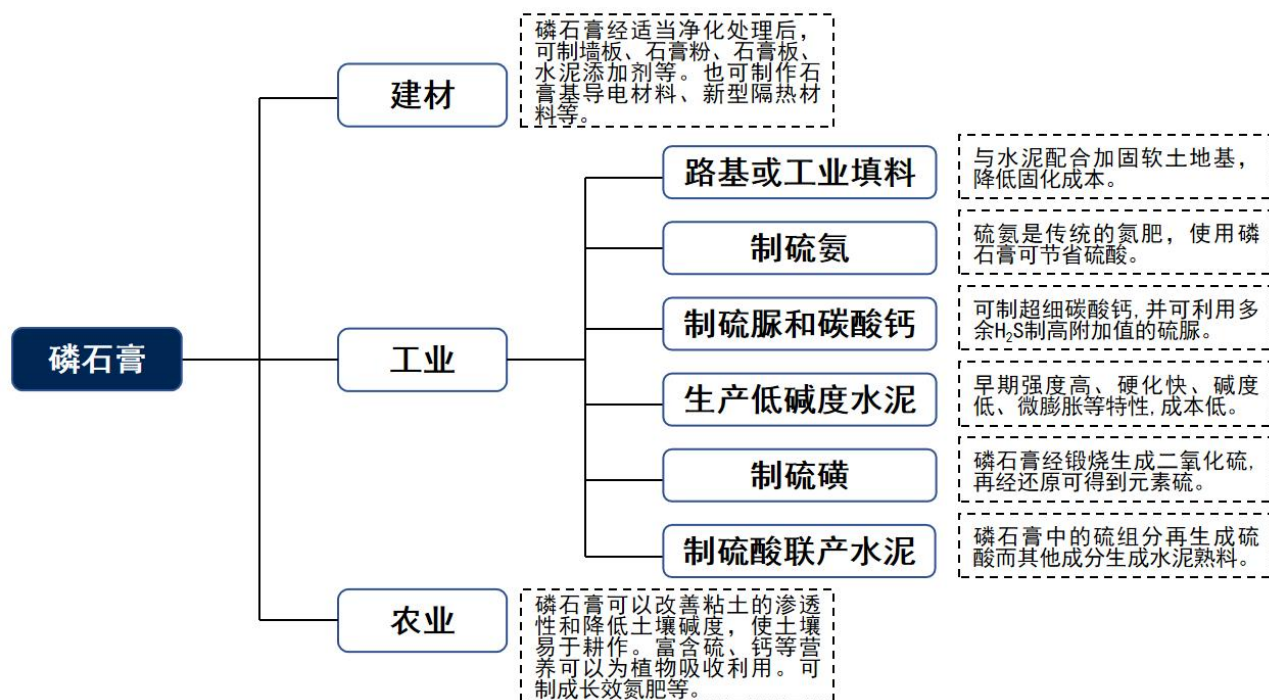 磷石膏
建材
磷石膏经适当净化处理后，
可制墙板、石膏粉、石膏板、
水泥添加剂等。也可制作石
膏基导电材料、新型隔热材
料等。
工业
路基或工业填料
与水泥配合加固软土地基，
降低固化成本。
制硫氨
硫氨是传统的氮肥，使用磷
石膏可节省硫酸。
制硫脲和碳酸钙
可制超细碳酸钙,并可利用多
余H₂S制高附加值的硫脲。
生产低碱度水泥
早期强度高、硬化快、碱度
低、微膨胀等特性,成本低。
制硫磺
磷石膏经锻烧生成二氧化硫,
再经还原可得到元素硫。
制硫酸联产水泥
磷石膏中的硫组分再生成硫
酸而其他成分生成水泥熟料。
农业
磷石膏可以改善粘土的渗透
性和降低土壤碱度，使土壤
易于耕作。富含硫、钙等营
养可以为植物吸收利用。可
制成长效氮肥等。